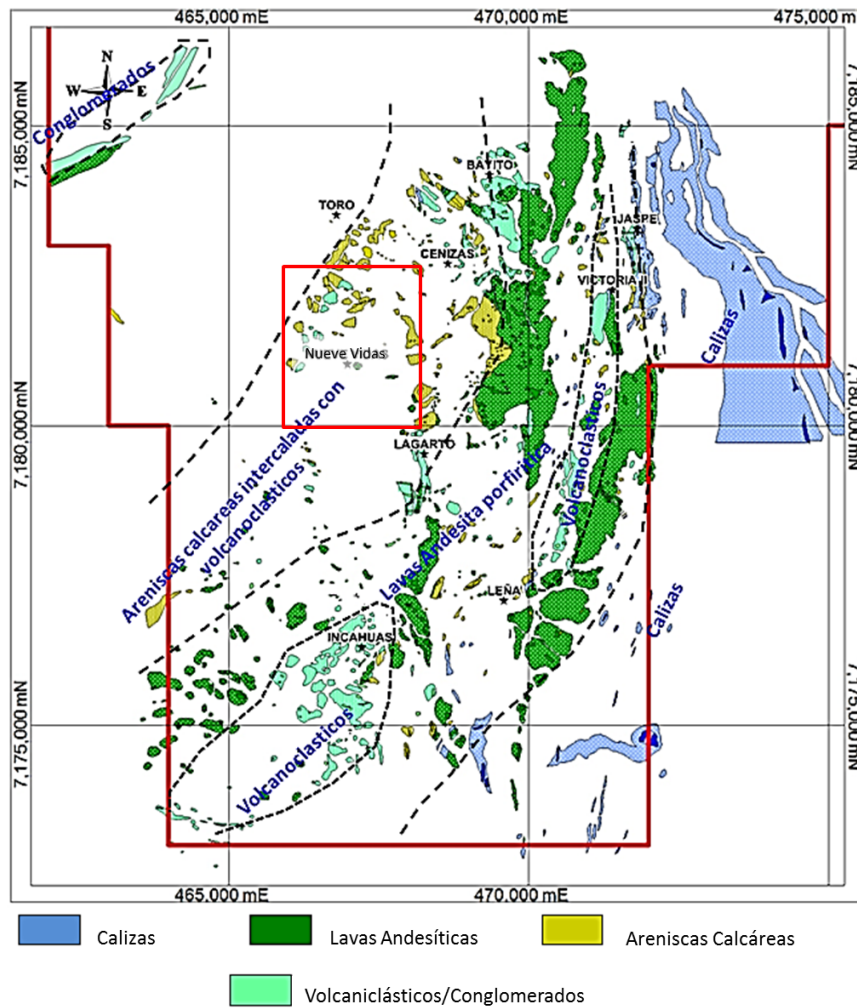 465,000 mE
470,000 mE
475,000 mE
N
W
E
S
Conglomerados
7,185,000 mN
7,185,000 mN
BAYITO
TORO
JASPE
CENIZAS
VICTORIA
Nueve Vidas
Calizas
7,180,000 mN
7,180,000 mN
LAGARTO
Volcanoclasticos
Areniscas calcareas intercaladas con
volcanoclasticos
Lavas Andesita porfiritica
LEÑA
Calizas
INCAHUAS
7,175,000 mN
7,175,000 mN
Volcanoclasticos
465,000 mE
470,000 mE
Calizas
Lavas Andesíticas
Areniscas Calcáreas
Volcaniclásticos/Conglomerados